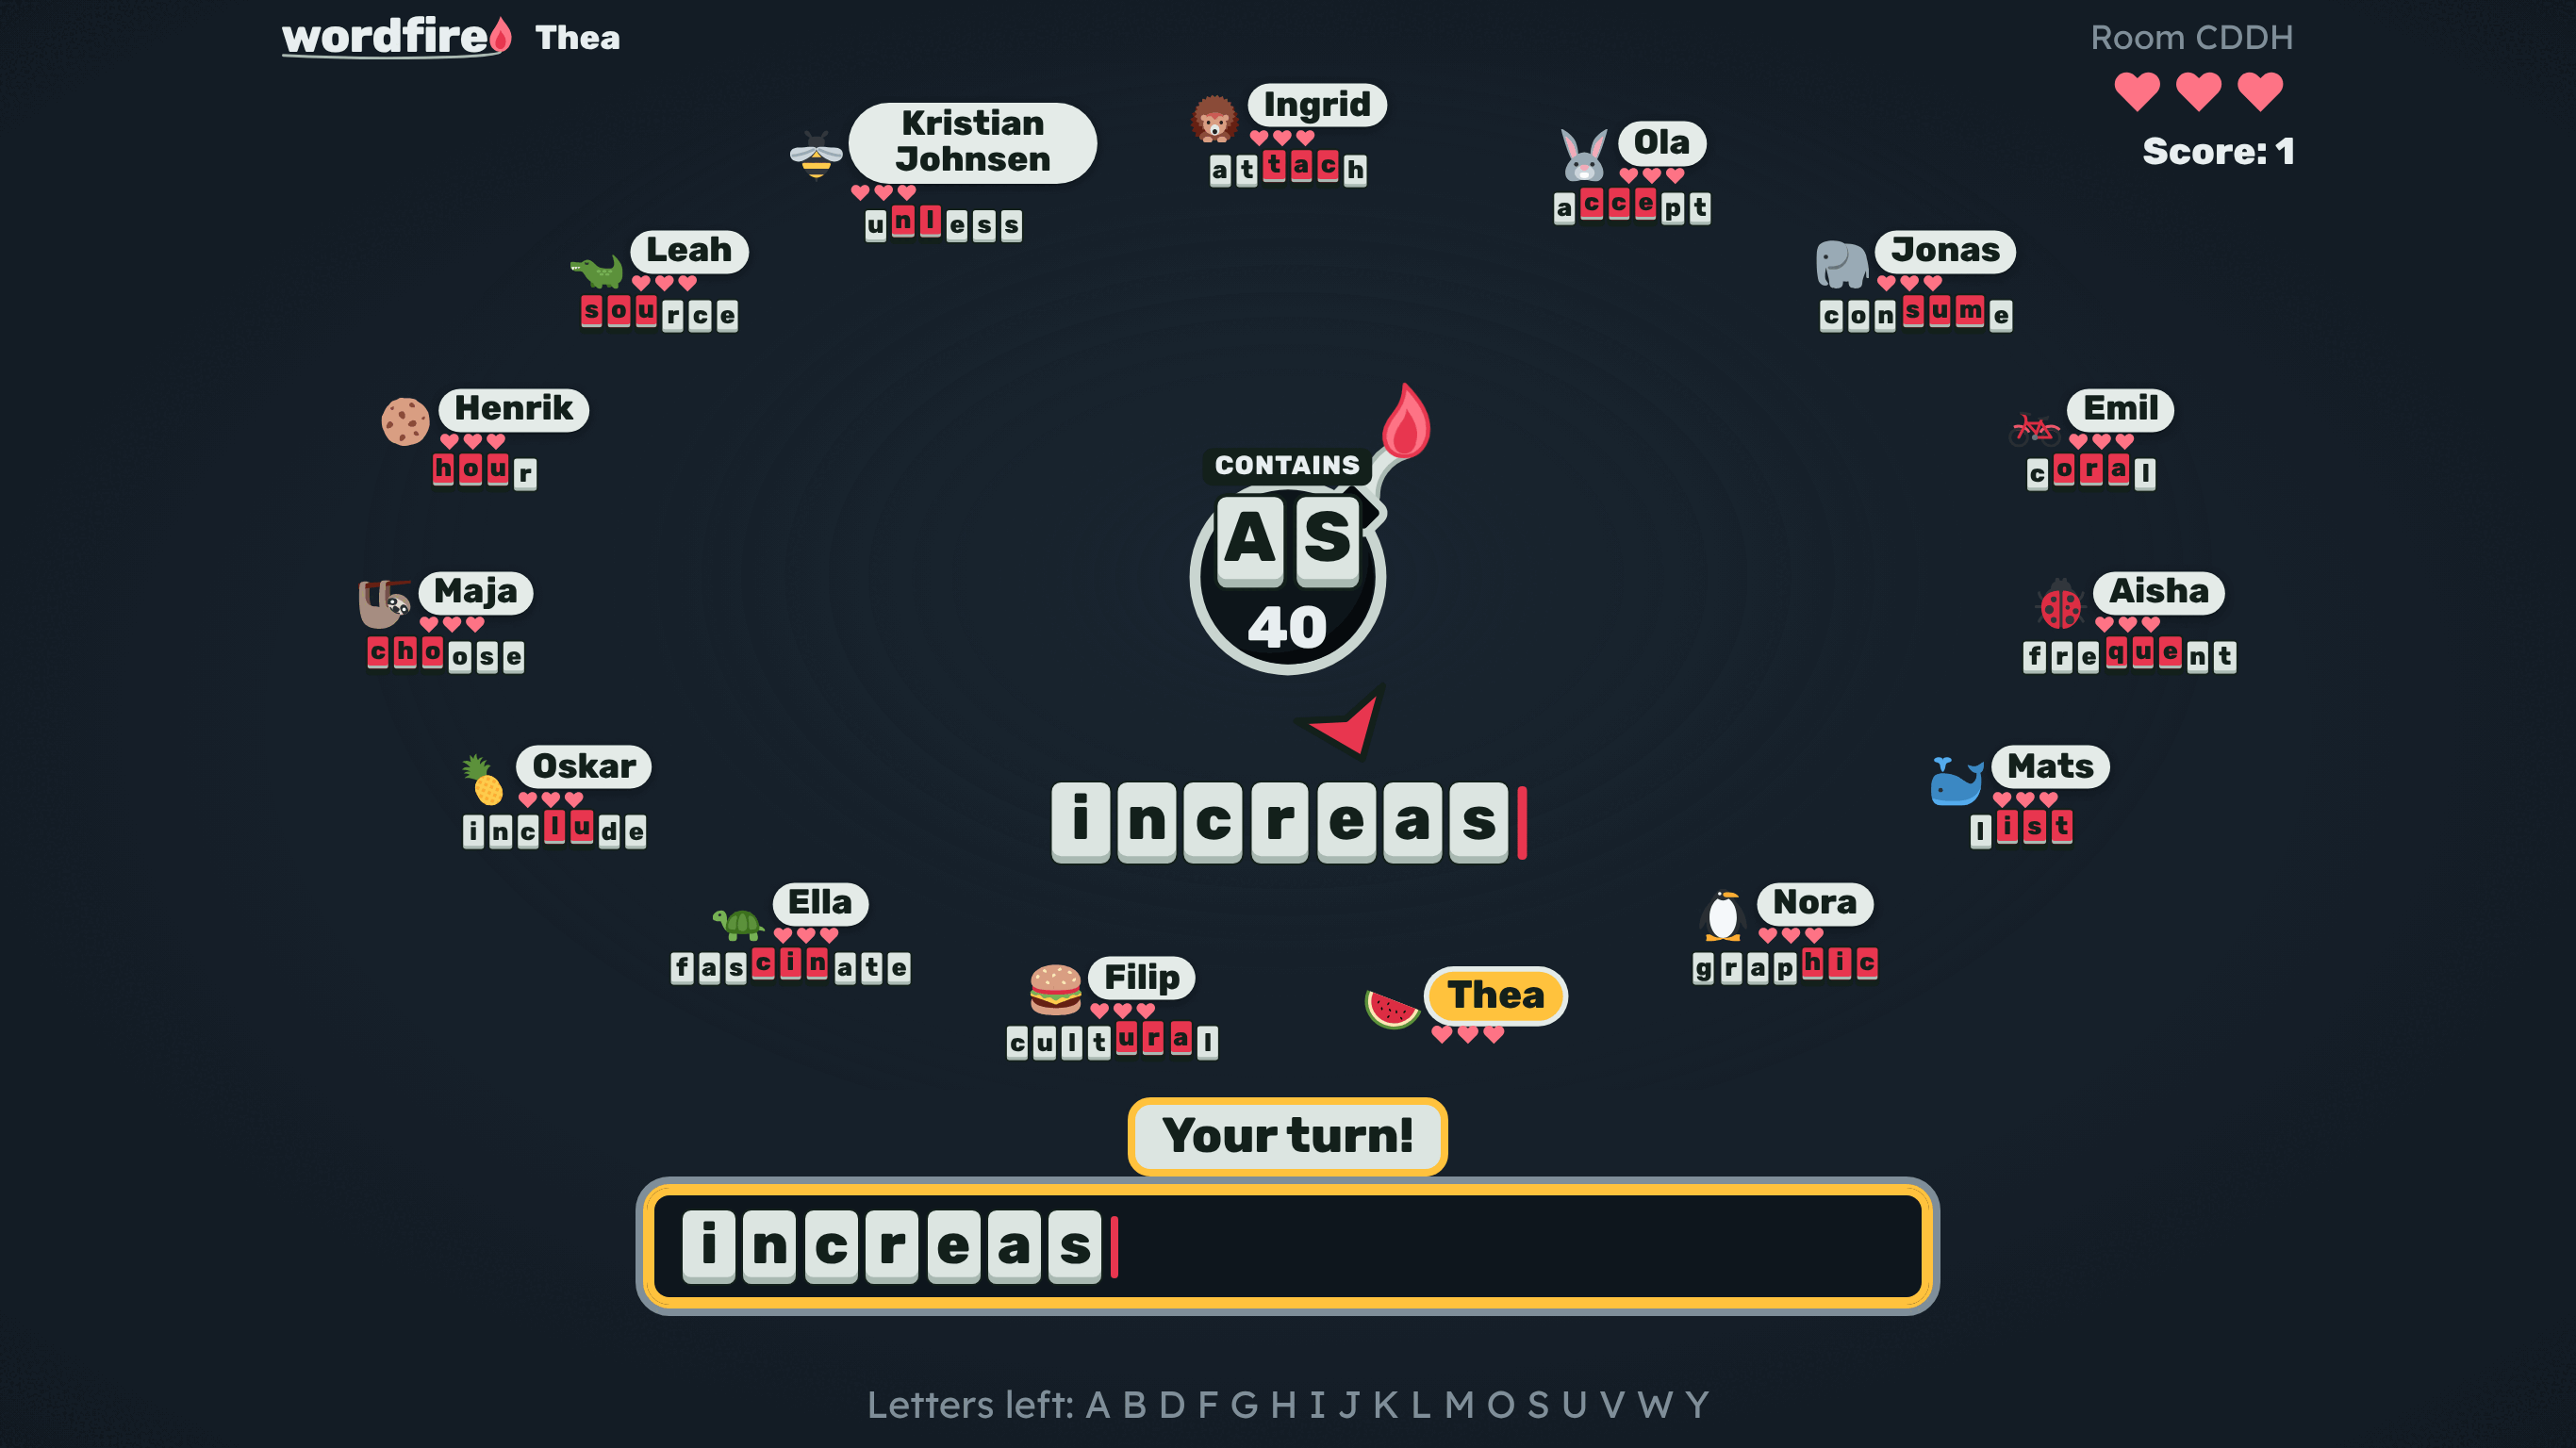 wordfire Thea
Room CDDH
Score: 1
Kristian
Johnsen
unless
Ingrid
attach
Ola
accept
Leah
source
Jonas
consume
Henrik
hour
Emil
coral
CONTAINS
AS
40
Maja
choose
Aisha
frequent
Oskar
include
Mats
list
increas
Ella
fascinate
Nora
graphic
Filip
cultural
Thea
Your turn!
increas
Letters left: A B D F G H I J K L M O S U V W Y